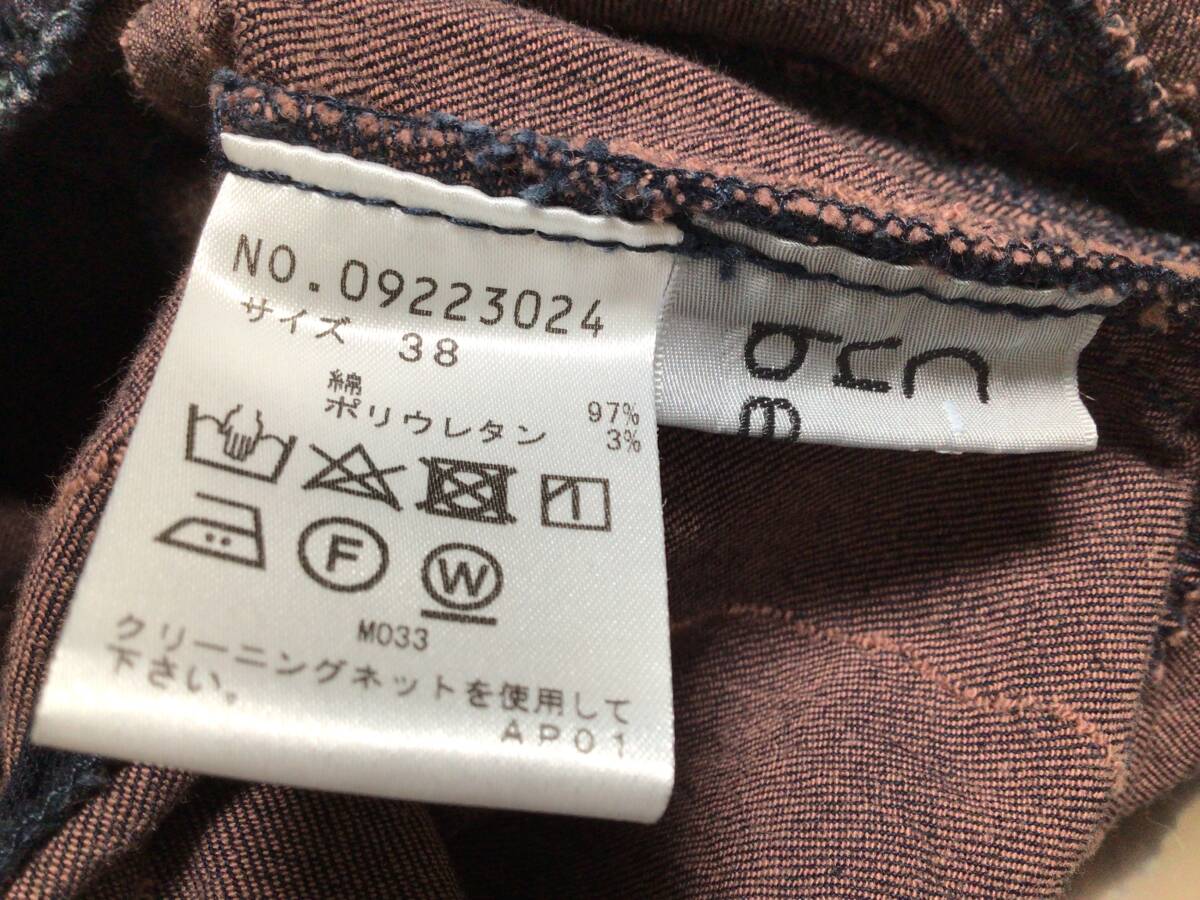 NO.09223024
サイズ 38
綿 97%
ポリウレタン 3%
F
W
M033
クリーニングネットを使用して
下さい。
AP01